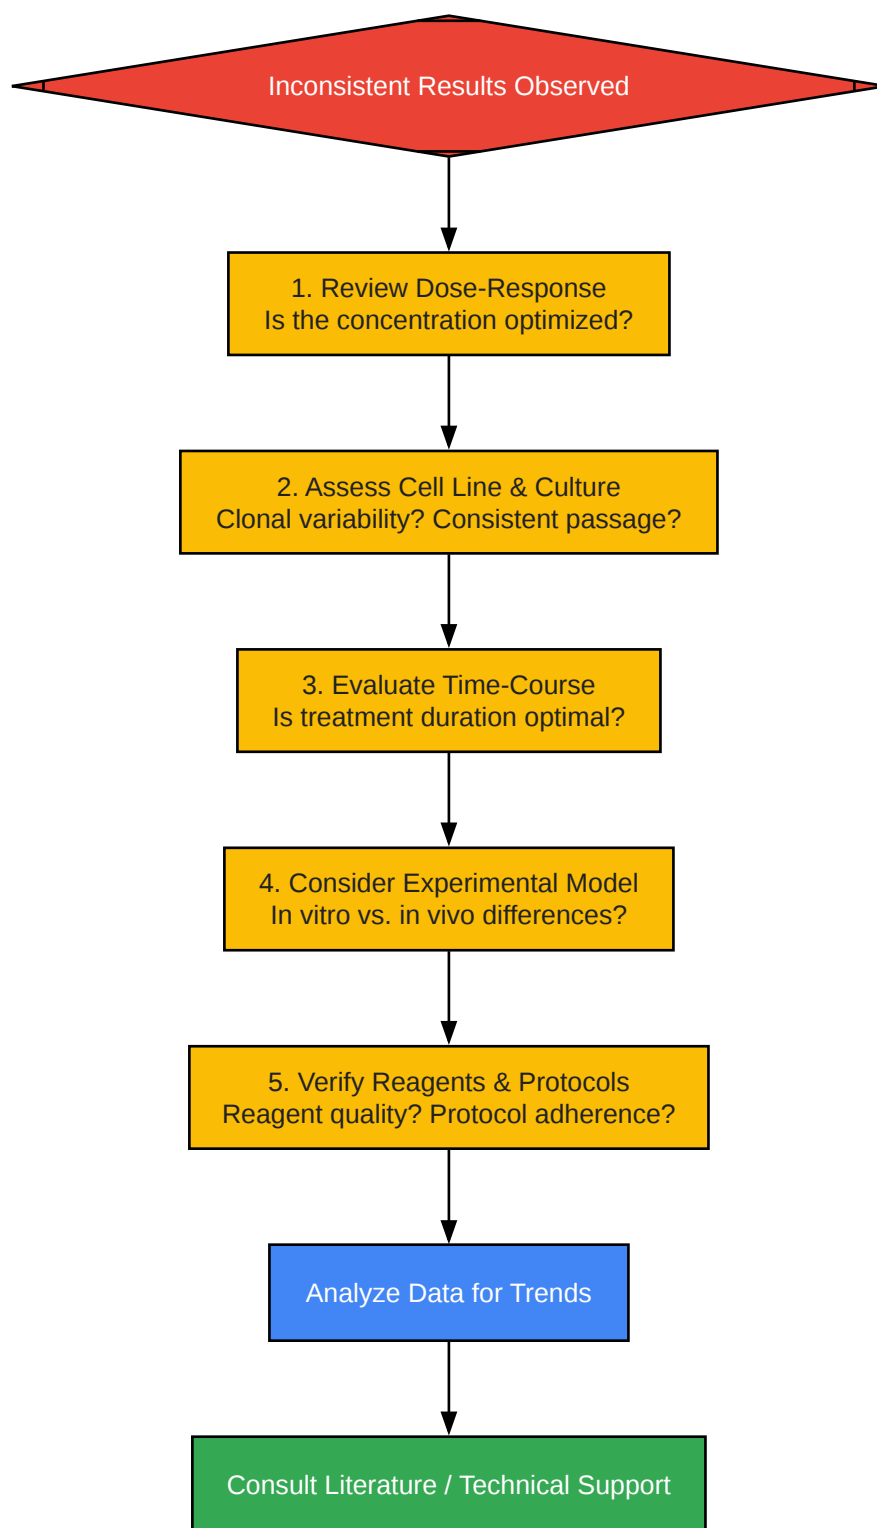 Inconsistent Results Observed
1. Review Dose-Response
Is the concentration optimized?
2. Assess Cell Line & Culture
Clonal variability? Consistent passage?
3. Evaluate Time-Course
Is treatment duration optimal?
4. Consider Experimental Model
In vitro vs. in vivo differences?
5. Verify Reagents & Protocols
Reagent quality? Protocol adherence?
Analyze Data for Trends
Consult Literature / Technical Support